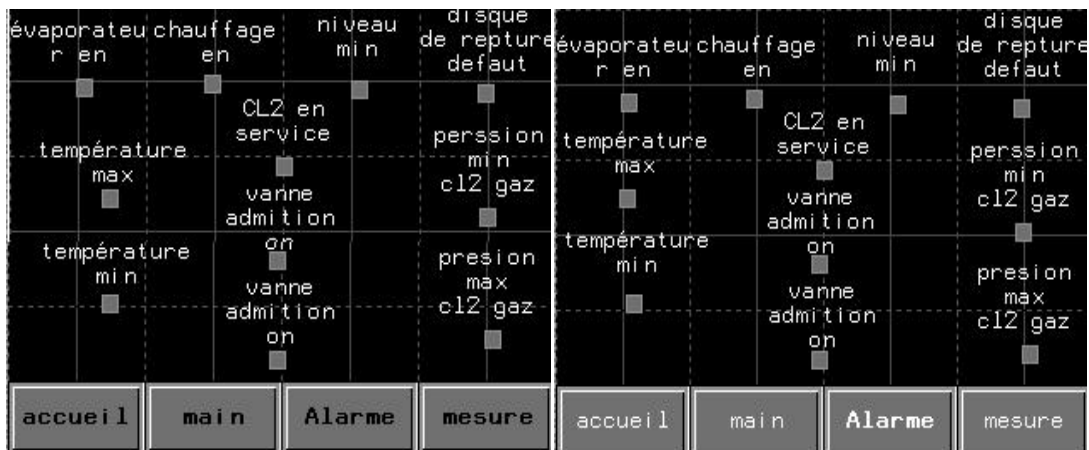 évaporateu
r en
chauffage
en
niveau
min
disque
de repture
defaut
CL2 en
service
température
max
perssion
min
cl2 gaz
vanne
admition
on
température
min
presion
max
cl2 gaz
vanne
admition
on
accueil
main
Alarme
mesure
évaporateu
r en
chauffage
en
niveau
min
disque
de repture
defaut
CL2 en
service
température
max
perssion
min
cl2 gaz
vanne
admition
on
température
min
presion
max
cl2 gaz
vanne
admition
on
accueil
main
Alarme
mesure